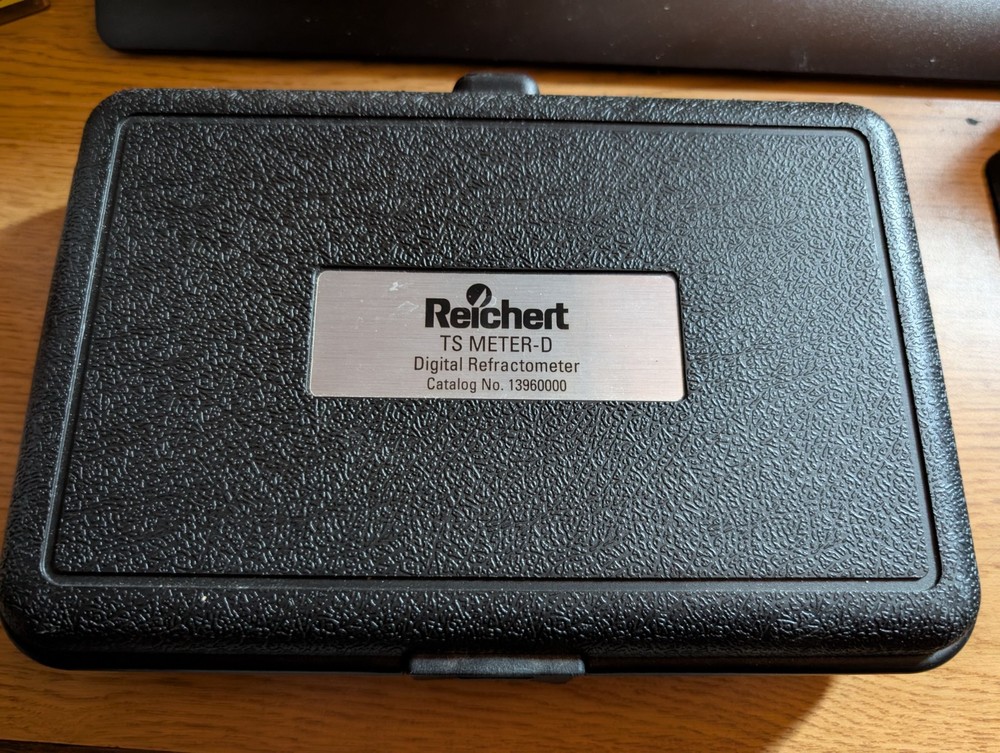 Reichert
TS METER-D
Digital Refractometer
Catalog No. 13960000